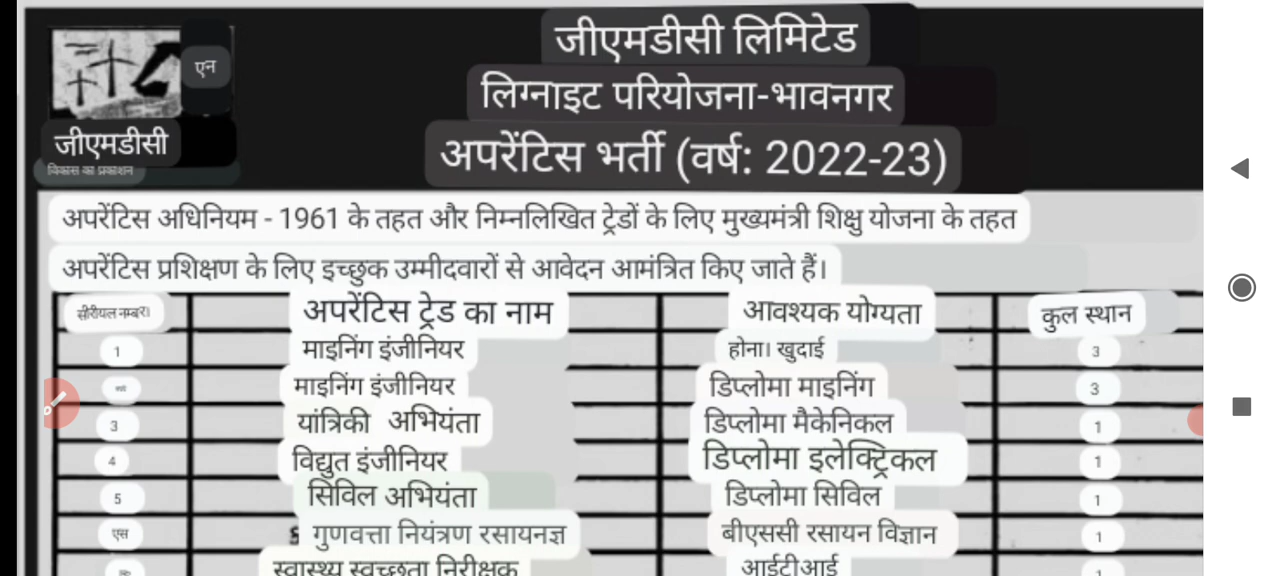 जीएमडीसी लिमिटेड
एन
लिग्नाइट परियोजना-भावनगर
जीएमडीसी
अपरेंटिस भर्ती (वर्ष: 2022-23)
विकास का प्रकाशन
अपरेंटिस अधिनियम - 1961 के तहत और निम्नलिखित ट्रेडों के लिए मुख्यमंत्री शिक्षु योजना के तहत
अपरेंटिस प्रशिक्षण के लिए इच्छुक उम्मीदवारों से आवेदन आमंत्रित किए जाते हैं।
सीरीयल नम्बर। अपरेंटिस ट्रेड का नाम आवश्यक योग्यता कुल स्थान
1 माइनिंग इंजीनियर होना। खुदाई 3
माइनिंग इंजीनियर डिप्लोमा माइनिंग 3
3 यांत्रिकी अभियंता डिप्लोमा मैकेनिकल 1
4 विद्युत इंजीनियर डिप्लोमा इलेक्ट्रिकल 1
5 सिविल अभियंता डिप्लोमा सिविल 1
एस गुणवत्ता नियंत्रण रसायनज्ञ बीएससी रसायन विज्ञान 1
स्वास्थ्य स्वच्छता निरीक्षक आईटीआई 1